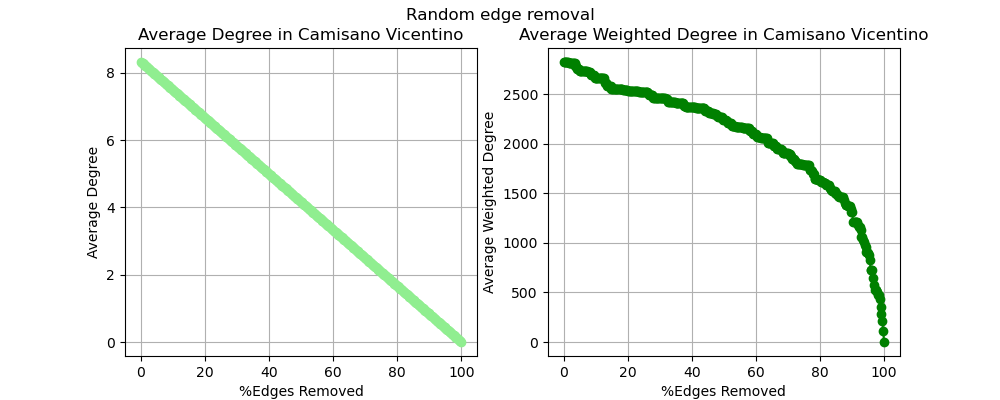 Random edge removal
Average Degree in Camisano Vicentino
Average Degree
8
6
4
2
0
0 20 40 60 80 100
%Edges Removed
Average Weighted Degree in Camisano Vicentino
Average Weighted Degree
2500
2000
1500
1000
500
0
0 20 40 60 80 100
%Edges Removed